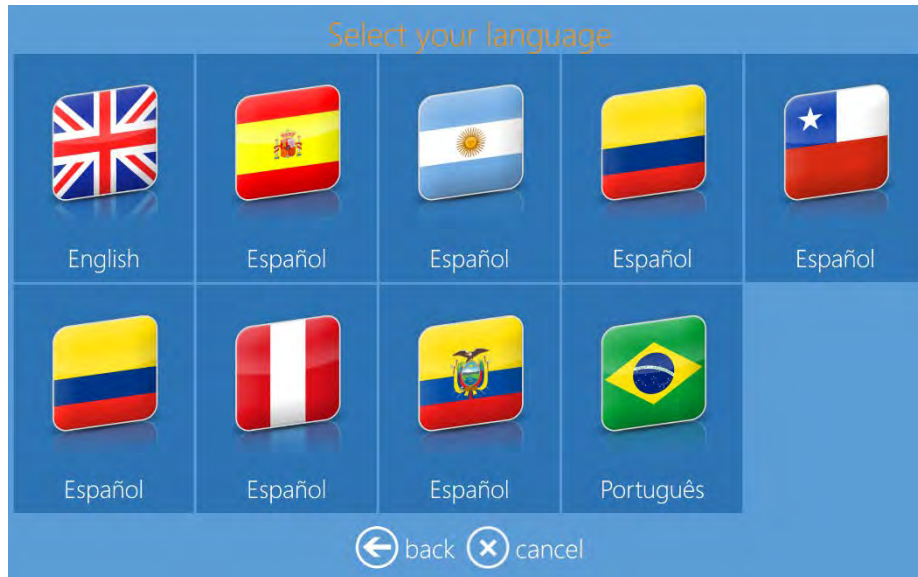 Select your language
English Español Español Español Español
Español Español Español Português
back cancel